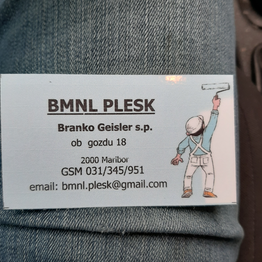 BMNL PLESK
Branko Geisler s.p.
ob gozdu 18
2000 Maribor
GSM 031/345/951
email: bmnl.plesk@gmail.com